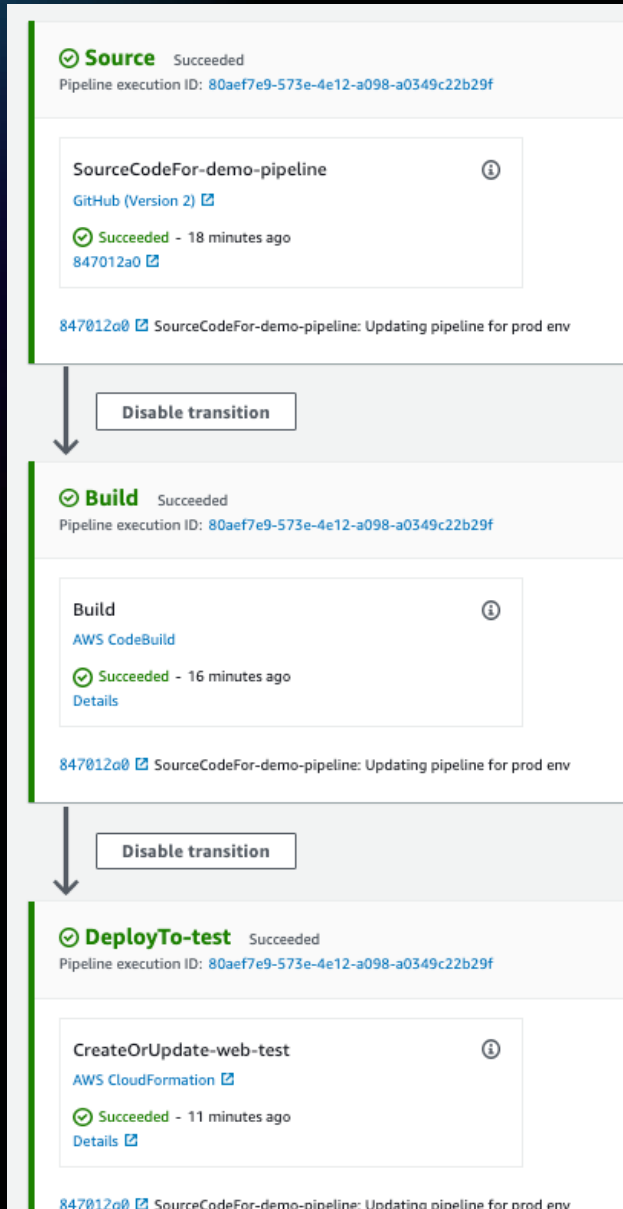 Source Succeeded
Pipeline execution ID: 80aef7e9-573e-4e12-a098-a0349c22b29f
SourceCodeFor-demo-pipeline
GitHub (Version 2)
Succeeded - 18 minutes ago
847012a0
847012a0 SourceCodeFor-demo-pipeline: Updating pipeline for prod env
Disable transition
Build Succeeded
Pipeline execution ID: 80aef7e9-573e-4e12-a098-a0349c22b29f
Build
AWS CodeBuild
Succeeded - 16 minutes ago
Details
847012a0 SourceCodeFor-demo-pipeline: Updating pipeline for prod env
Disable transition
DeployTo-test Succeeded
Pipeline execution ID: 80aef7e9-573e-4e12-a098-a0349c22b29f
CreateOrUpdate-web-test
AWS CloudFormation
Succeeded - 11 minutes ago
Details
847012a0 SourceCodeFor-demo-pipeline: Updating pipeline for prod env